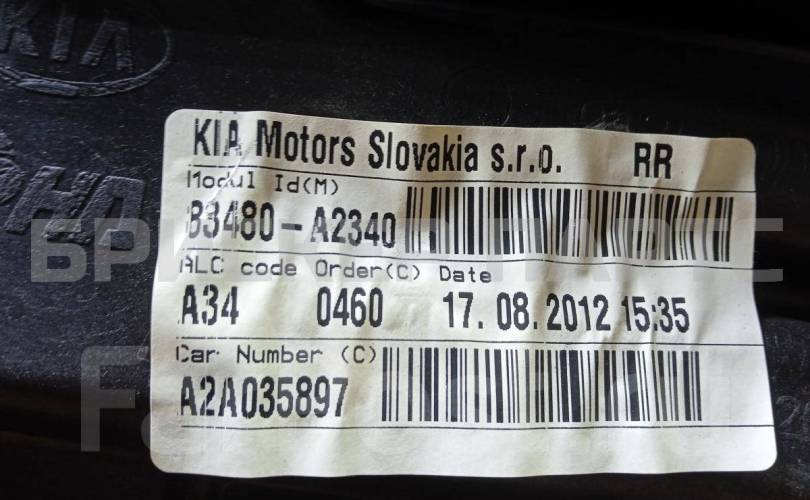 KIA
KIA Motors Slovakia s.r.o. RR
Modul Id(M)
83480-A2340
ALC code Order(C) Date
A34 0460 17.08.2012 15:35
Car Number (C)
A2A035897